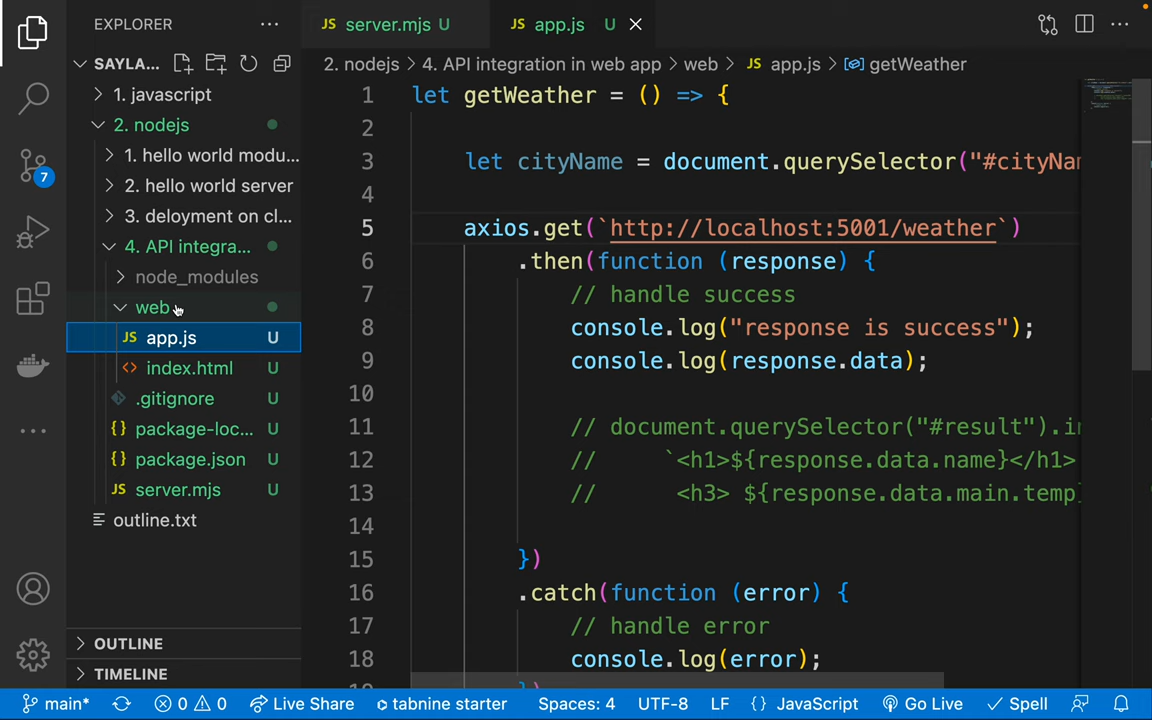 EXPLORER
SAYLA...
1. javascript
2. nodejs
1. hello world modu...
2. hello world server
3. deloyment on cl...
4. API integra...
node_modules
web
JS app.js U
<> index.html U
.gitignore U
{} package-loc... U
{} package.json U
JS server.mjs U
outline.txt
OUTLINE
TIMELINE
7
JS server.mjs U
JS app.js U
2. nodejs > 4. API integration in web app > web > JS app.js > getWeather
1 let getWeather = () => {
2
3 let cityName = document.querySelector("#cityNam
4
5 axios.get(`http://localhost:5001/weather`)
6 .then(function (response) {
7 // handle success
8 console.log("response is success");
9 console.log(response.data);
10
11 // document.querySelector("#result").in
12 // `<h1>${response.data.name}</h1>
13 // <h3> ${response.data.main.temp
14
15 })
16 .catch(function (error) {
17 // handle error
18 console.log(error);
main* 0 0 Live Share tabnine starter Spaces: 4 UTF-8 LF {} JavaScript Go Live Spell